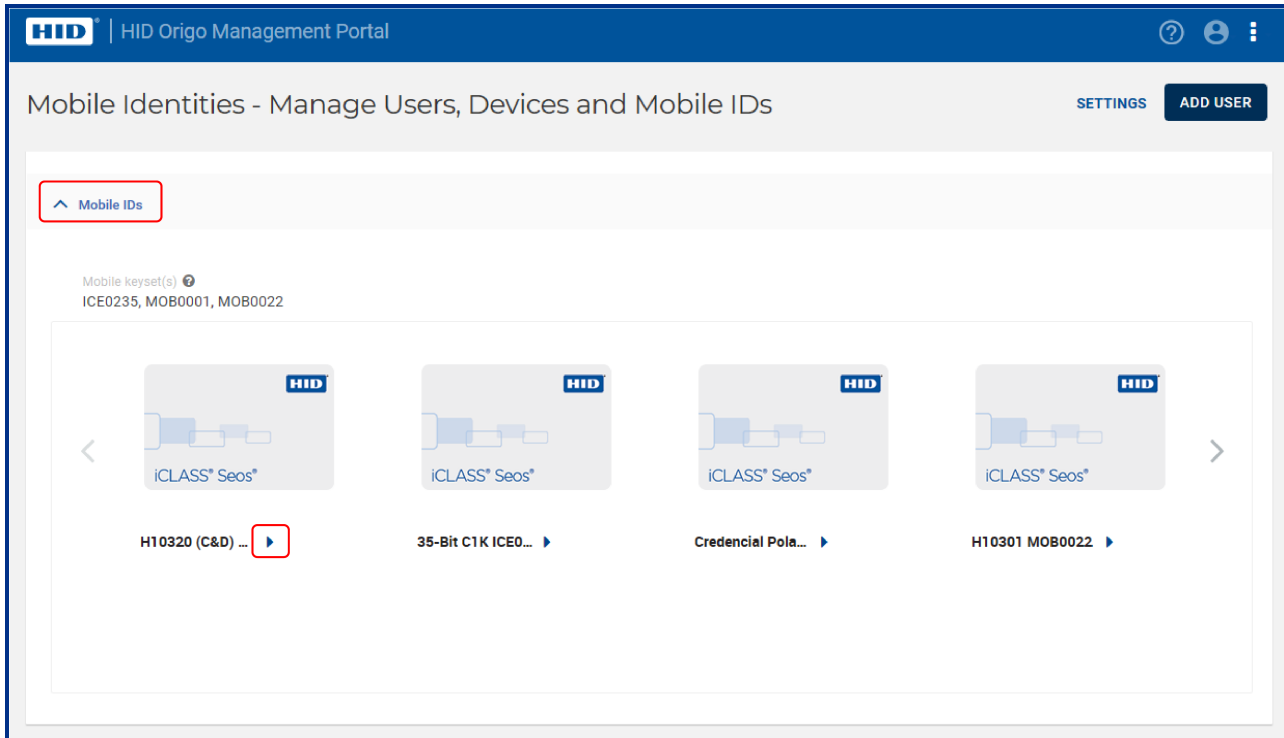 HID | HID Origo Management Portal
Mobile Identities - Manage Users, Devices and Mobile IDs
SETTINGS
ADD USER
Mobile IDs
Mobile keyset(s)
ICE0235, MOB0001, MOB0022
HID HID HID HID
iCLASS® Seos® iCLASS® Seos® iCLASS® Seos® iCLASS® Seos®
H10320 (C&D) ... 35-Bit C1K ICE0... Credencial Pola... H10301 MOB0022